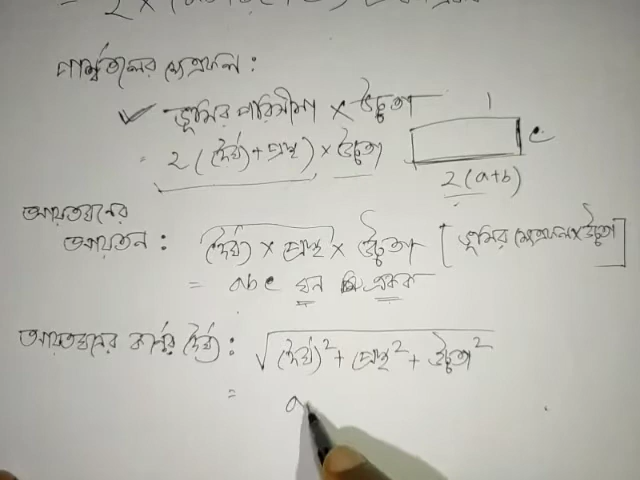 পার্শ্বতলের ক্ষেত্রফল :
ভূমির পরিসীমা × উচ্চতা
= 2 (দৈর্ঘ্য + প্রস্থ) × উচ্চতা
c
2(a+b)
আয়তঘনের
আয়তন : দৈর্ঘ্য × প্রস্থ × উচ্চতা [ ভূমির ক্ষেত্রফল × উচ্চতা ]
= abc ঘন একক
আয়তঘনের কর্ণের দৈর্ঘ্য : √(দৈর্ঘ্য)² + প্রস্থ² + উচ্চতা²
= a